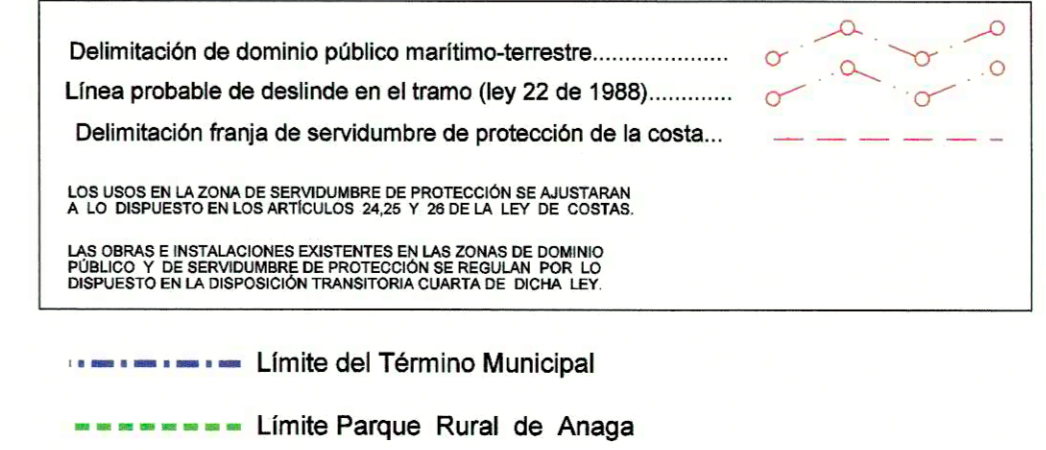 Delimitación de dominio público marítimo-terrestre.....................
Línea probable de deslinde en el tramo (ley 22 de 1988).............
Delimitación franja de servidumbre de protección de la costa...
LOS USOS EN LA ZONA DE SERVIDUMBRE DE PROTECCIÓN SE AJUSTARAN
A LO DISPUESTO EN LOS ARTÍCULOS 24,25 Y 26 DE LA LEY DE COSTAS.
LAS OBRAS E INSTALACIONES EXISTENTES EN LAS ZONAS DE DOMINIO
PÚBLICO Y DE SERVIDUMBRE DE PROTECCIÓN SE REGULAN POR LO
DISPUESTO EN LA DISPOSICIÓN TRANSITORIA CUARTA DE DICHA LEY.
Límite del Término Municipal
Límite Parque Rural de Anaga